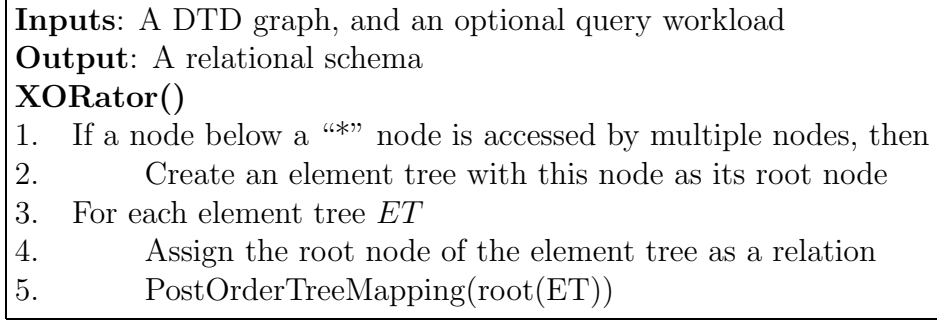 Inputs: A DTD graph, and an optional query workload
Output: A relational schema
XORator()
1. If a node below a “*” node is accessed by multiple nodes, then
2. Create an element tree with this node as its root node
3. For each element tree ET
4. Assign the root node of the element tree as a relation
5. PostOrderTreeMapping(root(ET))